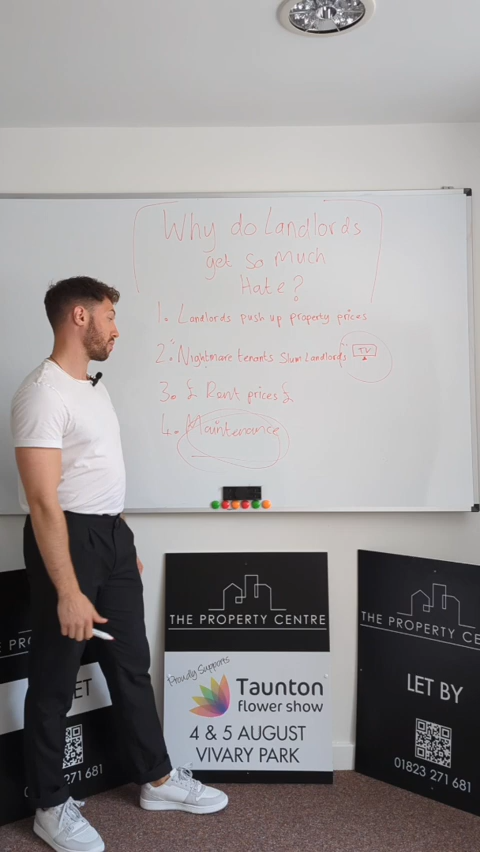 Why do Landlords
get so Much
Hate?
1. Landlords push up property prices
2. "Nightmare tenants Slum Landlords" TV
3. £ Rent prices £
4. Maintenance
THE PROPERTY CENTRE
Proudly Supports
Taunton
flower show
4 & 5 AUGUST
VIVARY PARK
THE PROPERTY CE
LET BY
01823 271 681
E PR
LET
271 681